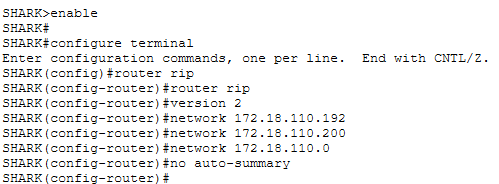 SHARK>enable
SHARK#
SHARK#configure terminal
Enter configuration commands, one per line.  End with CNTL/Z.
SHARK(config)#router rip
SHARK(config-router)#router rip
SHARK(config-router)#version 2
SHARK(config-router)#network 172.18.110.192
SHARK(config-router)#network 172.18.110.200
SHARK(config-router)#network 172.18.110.0
SHARK(config-router)#no auto-summary
SHARK(config-router)#